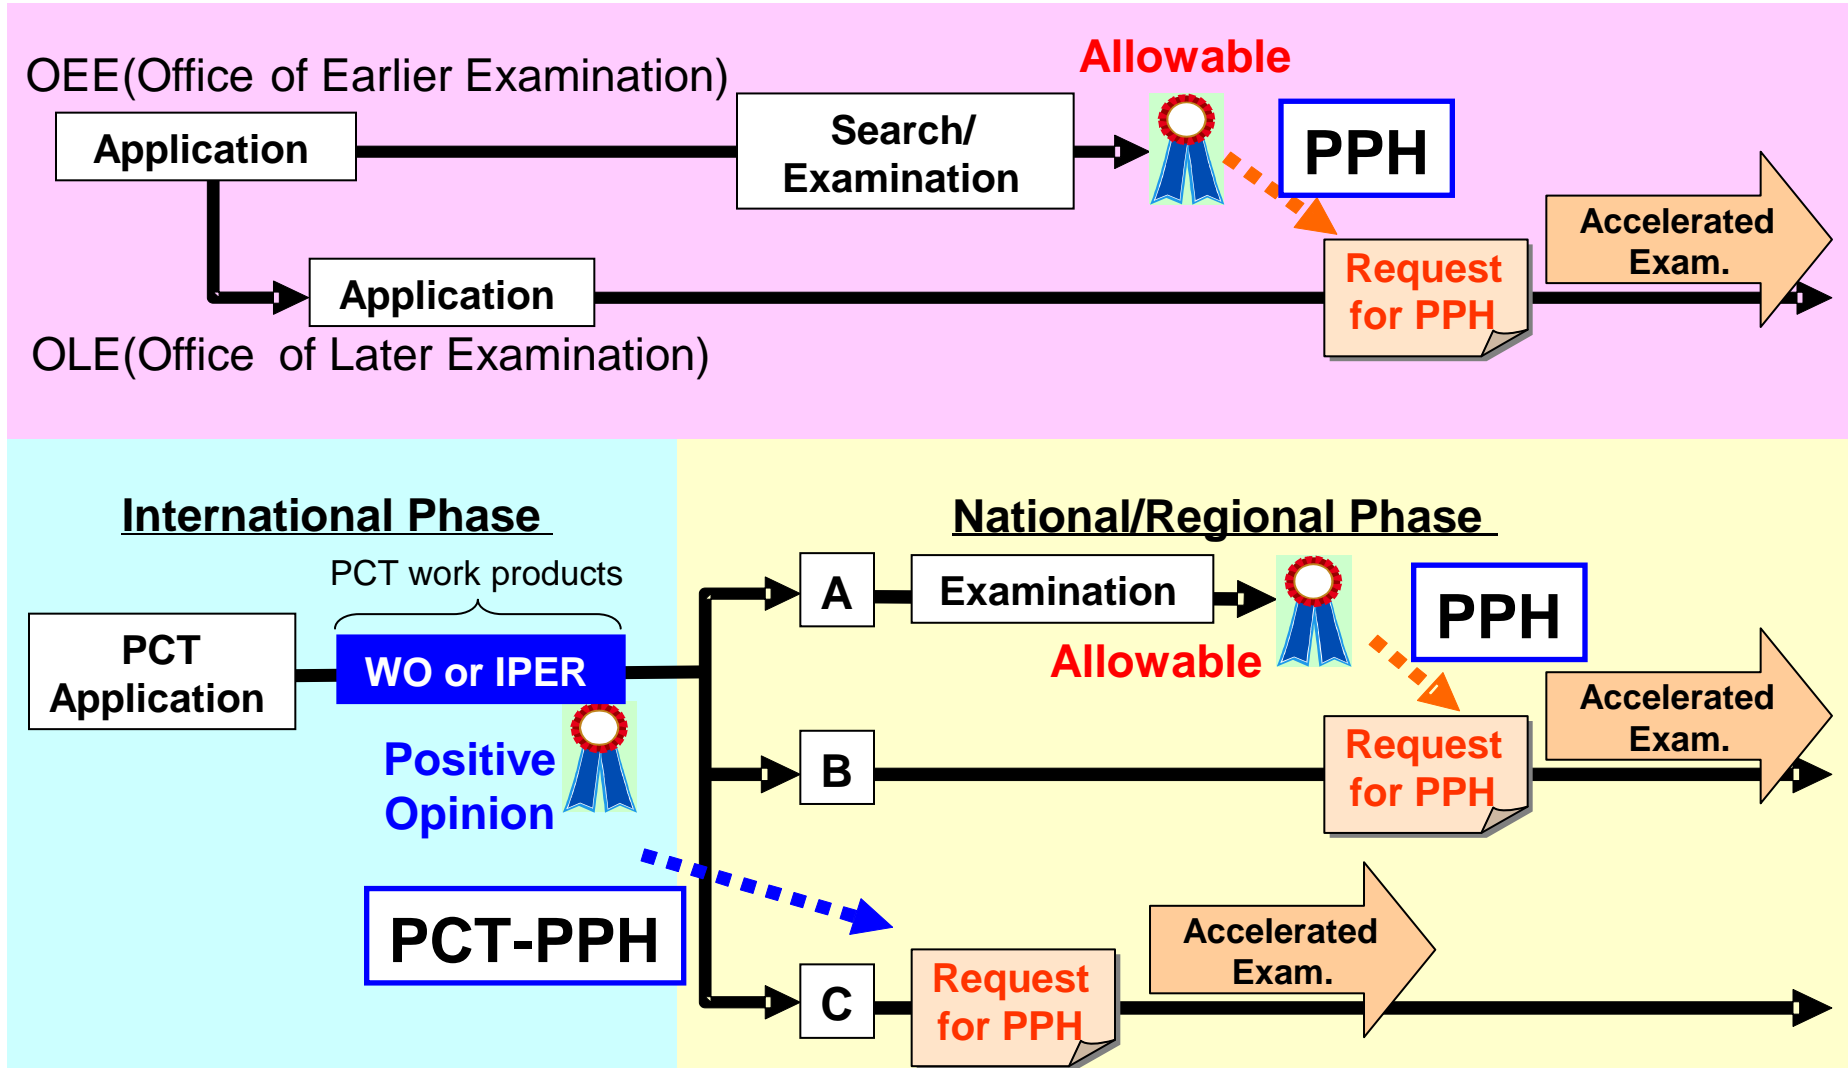 OEE(Office of Earlier Examination)
Allowable
Application
Search/
Examination
PPH
Accelerated
Exam.
Request
for PPH
Application
OLE(Office of Later Examination)
International Phase
PCT work products
PCT
Application
WO or IPER
Positive
Opinion
PCT-PPH
National/Regional Phase
A
Examination
Allowable
PPH
Accelerated
Exam.
B
Request
for PPH
C
Request
for PPH
Accelerated
Exam.